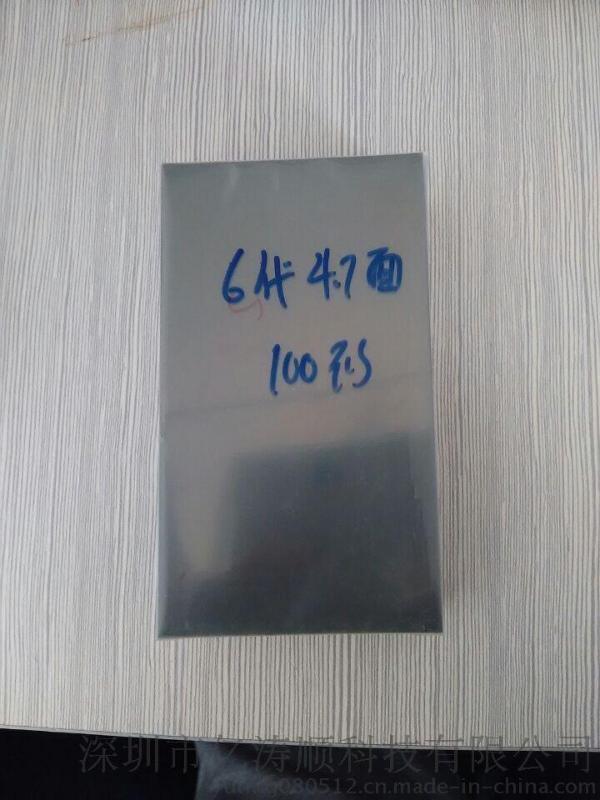 6代 4.7面
100张
深圳市亿涛顺科技有限公司
.cn.made-in-china.com